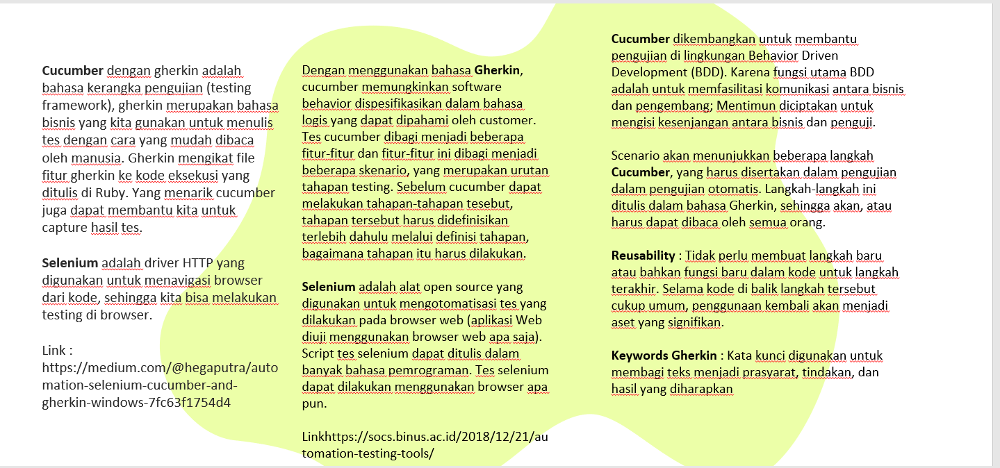 Cucumber dengan gherkin adalah
bahasa kerangka pengujian (testing
framework), gherkin merupakan bahasa
bisnis yang kita gunakan untuk menulis
tes dengan cara yang mudah dibaca
oleh manusia. Gherkin mengikat file
fitur gherkin ke kode eksekusi yang
ditulis di Ruby. Yang menarik cucumber
juga dapat membantu kita untuk
capture hasil tes.
Selenium adalah driver HTTP yang
digunakan untuk menavigasi browser
dari kode, sehingga kita bisa melakukan
testing di browser.
Link :
https://medium.com/@hegaputra/auto
mation-selenium-cucumber-and-
gherkin-windows-7fc63f1754d4
Dengan menggunakan bahasa Gherkin,
cucumber memungkinkan software
behavior dispesifikasikan dalam bahasa
logis yang dapat dipahami oleh customer.
Tes cucumber dibagi menjadi beberapa
fitur-fitur dan fitur-fitur ini dibagi menjadi
beberapa skenario, yang merupakan urutan
tahapan testing. Sebelum cucumber dapat
melakukan tahapan-tahapan tesebut,
tahapan tersebut harus didefinisikan
terlebih dahulu melalui definisi tahapan,
bagaimana tahapan itu harus dilakukan.
Selenium adalah alat open source yang
digunakan untuk mengotomatisasi tes yang
dilakukan pada browser web (aplikasi Web
diuji menggunakan browser web apa saja).
Script tes selenium dapat ditulis dalam
banyak bahasa pemrograman. Tes selenium
dapat dilakukan menggunakan browser apa
pun.
Linkhttps://socs.binus.ac.id/2018/12/21/au
tomation-testing-tools/
Cucumber dikembangkan untuk membantu
pengujian di lingkungan Behavior Driven
Development (BDD). Karena fungsi utama BDD
adalah untuk memfasilitasi komunikasi antara bisnis
dan pengembang; Mentimun diciptakan untuk
mengisi kesenjangan antara bisnis dan penguji.
Scenario akan menunjukkan beberapa langkah
Cucumber, yang harus disertakan dalam pengujian
dalam pengujian otomatis. Langkah-langkah ini
ditulis dalam bahasa Gherkin, sehingga akan, atau
harus dapat dibaca oleh semua orang.
Reusability : Tidak perlu membuat langkah baru
atau bahkan fungsi baru dalam kode untuk langkah
terakhir. Selama kode di balik langkah tersebut
cukup umum, penggunaan kembali akan menjadi
aset yang signifikan.
Keywords Gherkin : Kata kunci digunakan untuk
membagi teks menjadi prasyarat, tindakan, dan
hasil yang diharapkan